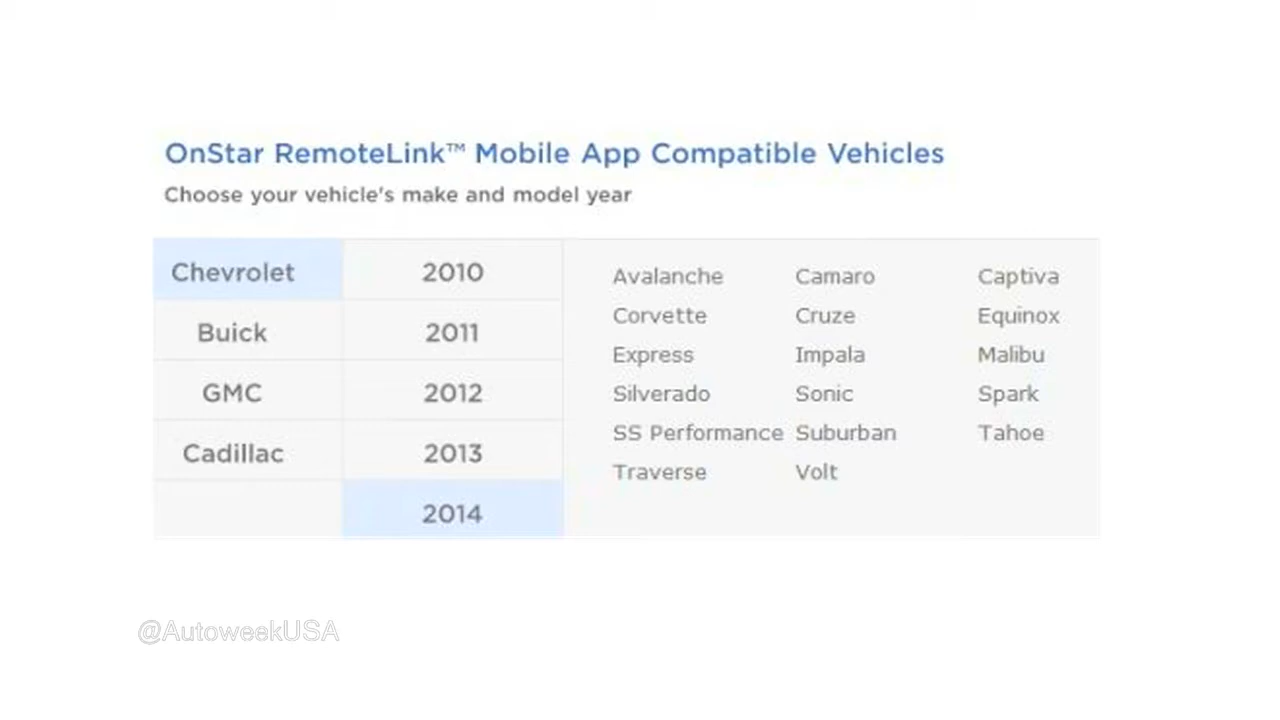 OnStar RemoteLink™ Mobile App Compatible Vehicles
Choose your vehicle's make and model year
Chevrolet 2010 Avalanche Camaro Captiva
Corvette Cruze Equinox
Buick 2011
Express Impala Malibu
GMC 2012 Silverado Sonic Spark
SS Performance Suburban Tahoe
Cadillac 2013
Traverse Volt
2014
@AutoweekUSA